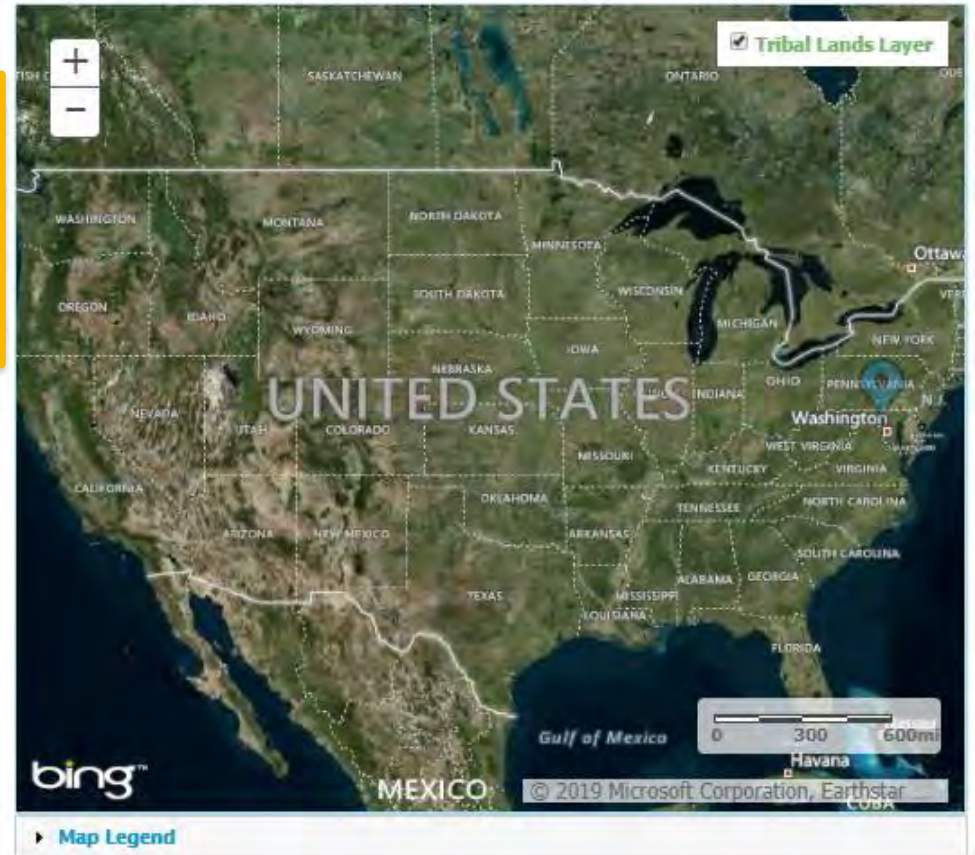 +
Tribal Lands Layer
−
SASKATCHEWAN
ONTARIO
WASHINGTON
MONTANA
NORTH DAKOTA
MINNESOTA
Ottawa
OREGON
IDAHO
SOUTH DAKOTA
WISCONSIN
WYOMING
MICHIGAN
NEW YORK
IOWA
NEBRASKA
OHIO
PENNSYLVANIA
UNITED STATES
INDIANA
N.J.
NEVADA
UTAH
COLORADO
KANSAS
Washington
MISSOURI
WEST VIRGINIA
KENTUCKY
VIRGINIA
CALIFORNIA
OKLAHOMA
TENNESSEE
NORTH CAROLINA
ARIZONA
NEW MEXICO
ARKANSAS
SOUTH CAROLINA
ALABAMA
GEORGIA
TEXAS
MISSISSIPPI
LOUISIANA
FLORIDA
Gulf of Mexico
0 300 600mi
Havana
bing™
MEXICO
© 2019 Microsoft Corporation, Earthstar
CUBA
Map Legend